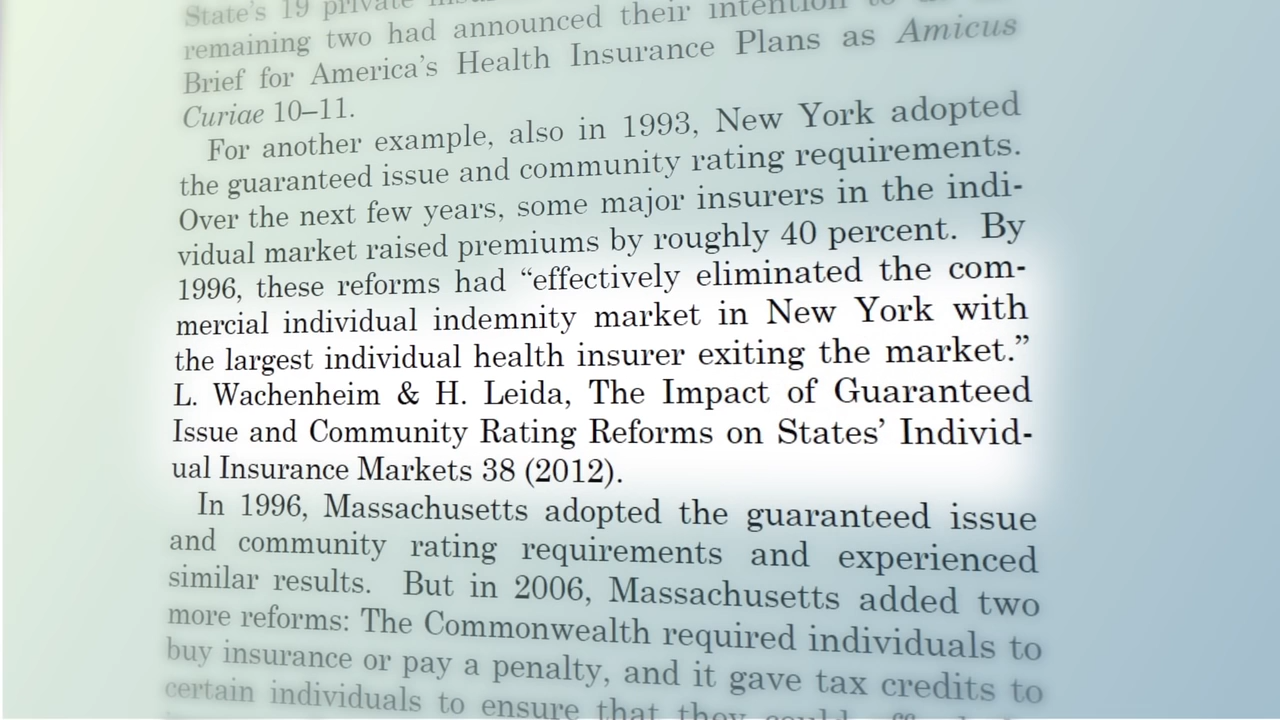 State's 19 private
remaining two had announced their intention to
Brief for America's Health Insurance Plans as Amicus
Curiae 10–11.
For another example, also in 1993, New York adopted
the guaranteed issue and community rating requirements.
Over the next few years, some major insurers in the indi-
vidual market raised premiums by roughly 40 percent. By
1996, these reforms had “effectively eliminated the com-
mercial individual indemnity market in New York with
the largest individual health insurer exiting the market.”
L. Wachenheim & H. Leida, The Impact of Guaranteed
Issue and Community Rating Reforms on States’ Individ-
ual Insurance Markets 38 (2012).
In 1996, Massachusetts adopted the guaranteed issue
and community rating requirements and experienced
similar results. But in 2006, Massachusetts added two
more reforms: The Commonwealth required individuals to
buy insurance or pay a penalty, and it gave tax credits to
certain individuals to ensure that they could